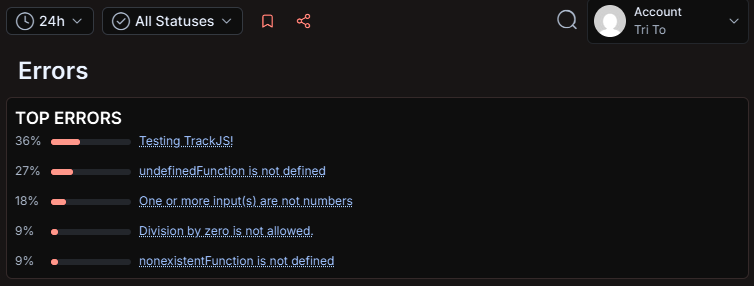 24h
All Statuses
Account
Tri To
Errors
TOP ERRORS
36% Testing TrackJS!
27% undefinedFunction is not defined
18% One or more input(s) are not numbers
9% Division by zero is not allowed.
9% nonexistentFunction is not defined